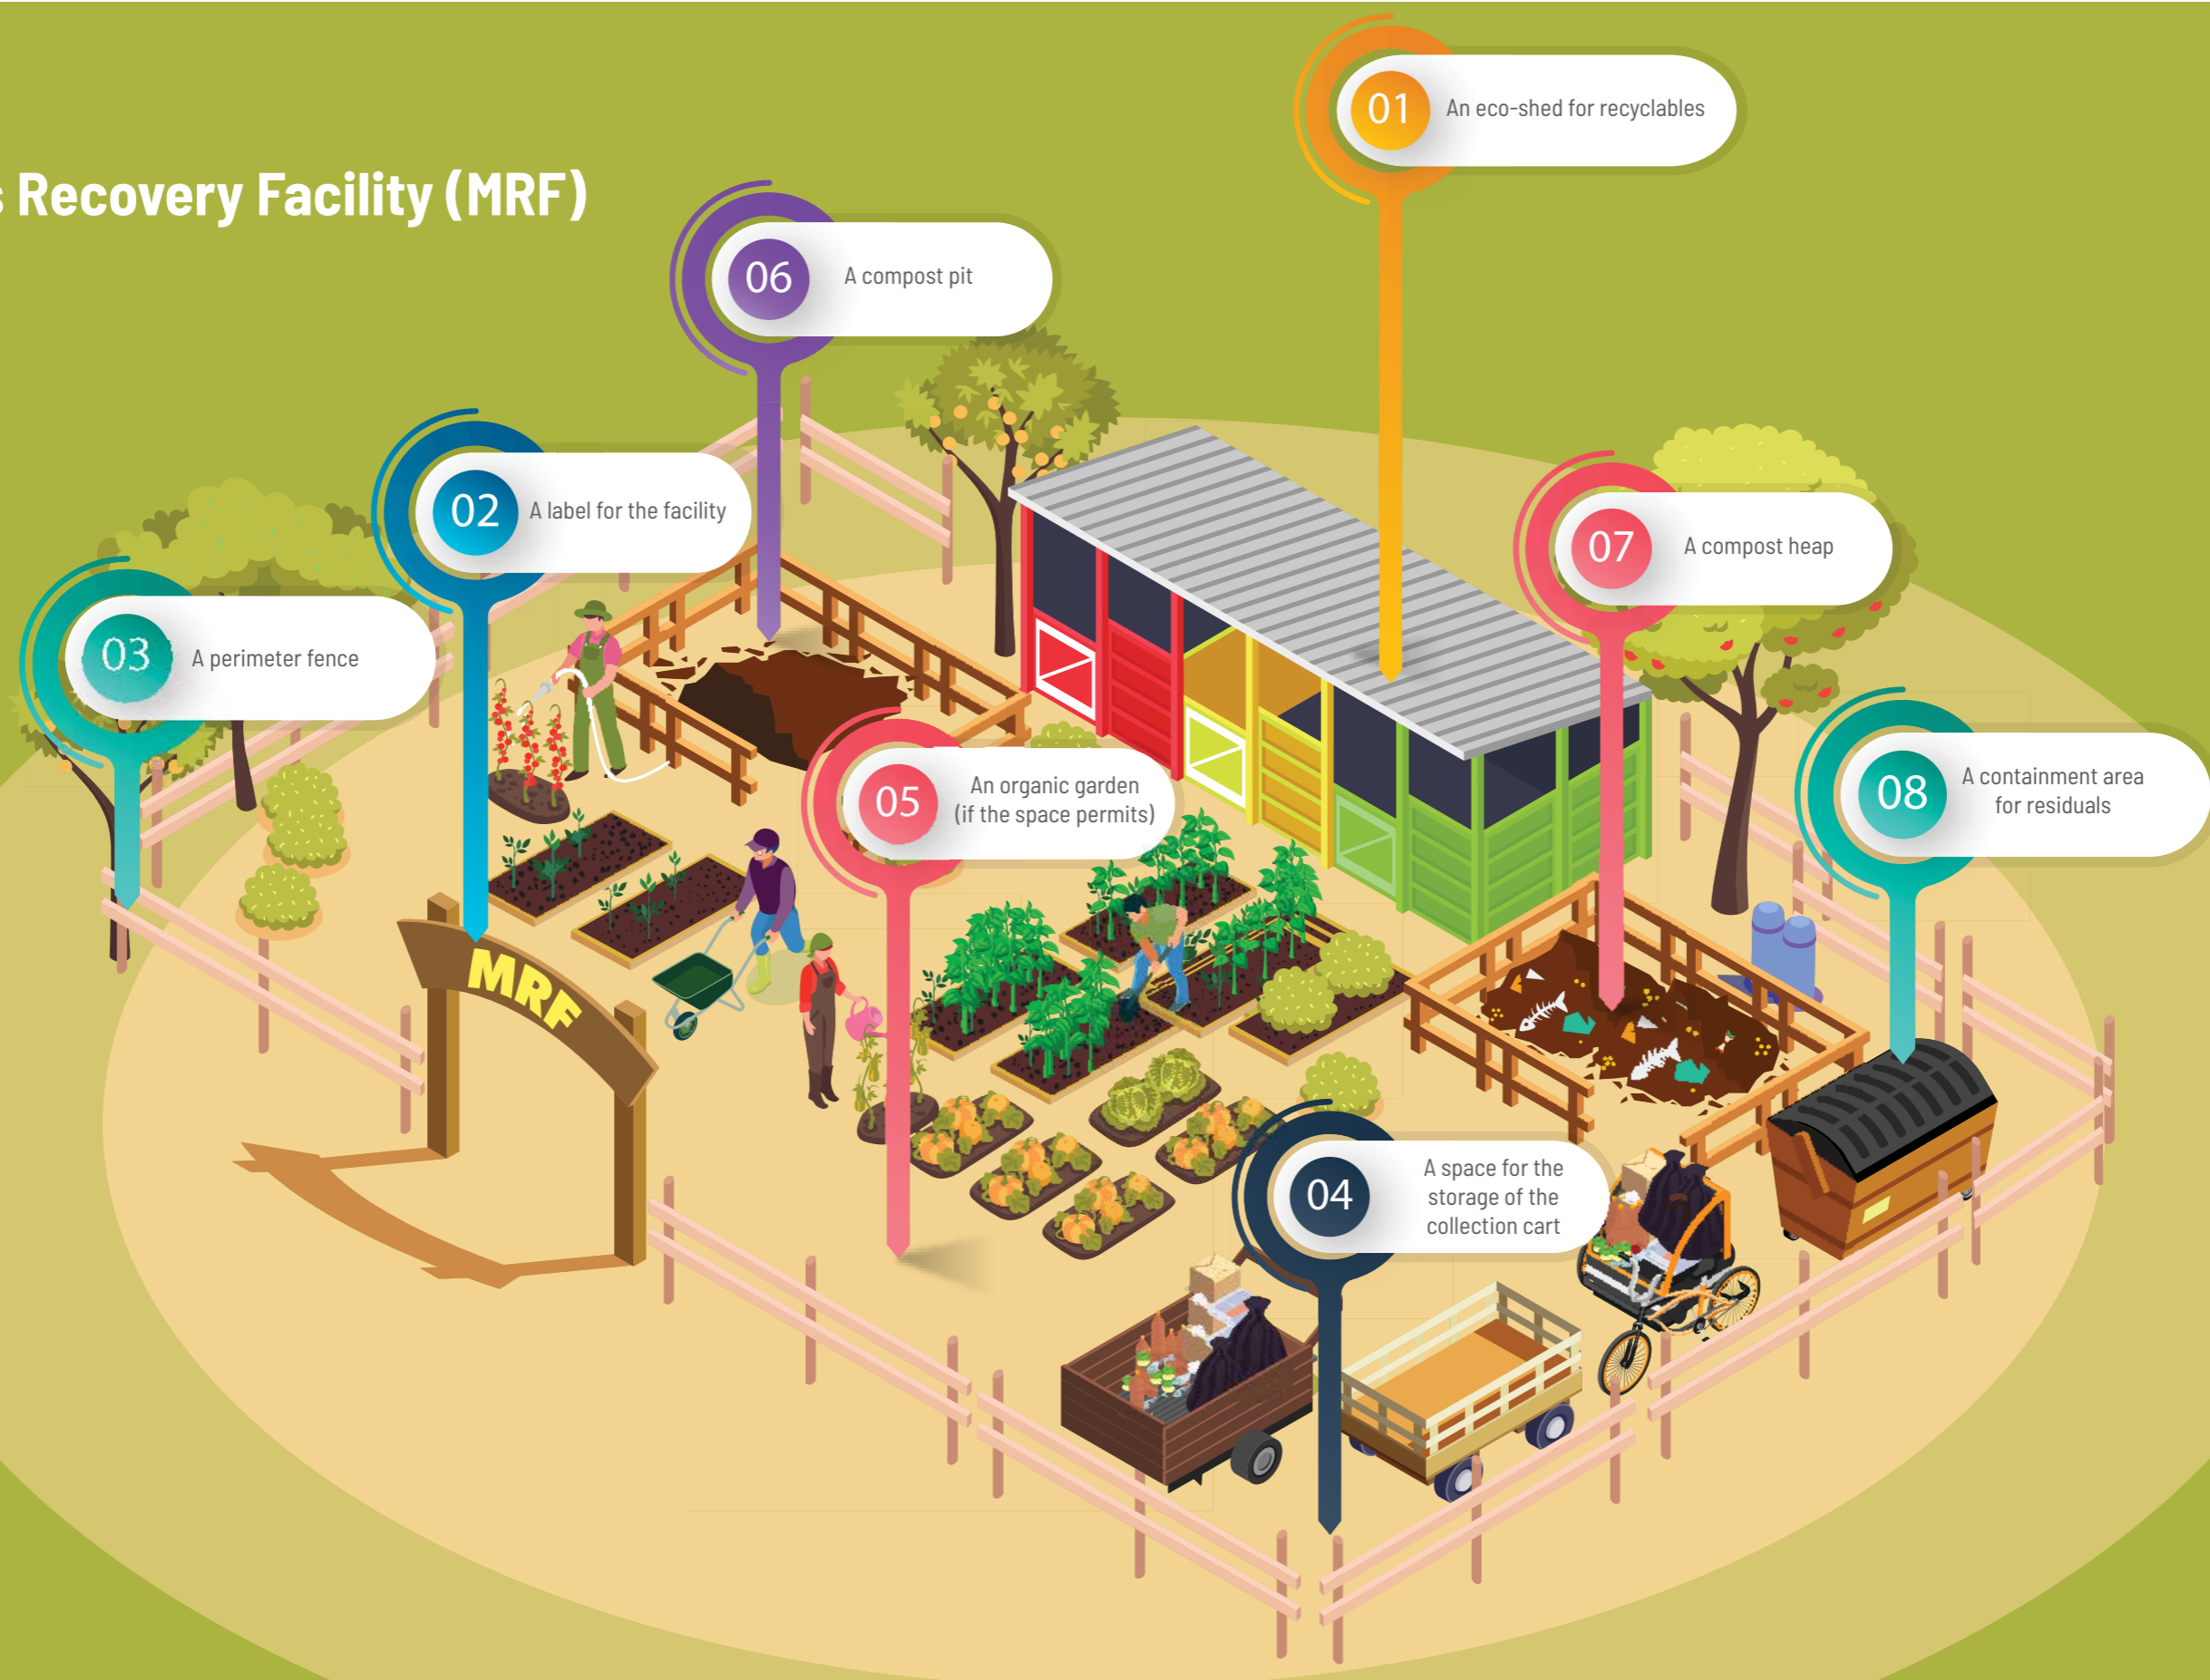 Recovery Facility (MRF)
01
An eco-shed for recyclables
06
A compost pit
02
A label for the facility
07
A compost heap
03
A perimeter fence
05
An organic garden
(if the space permits)
08
A containment area
for residuals
MRF
04
A space for the
storage of the
collection cart